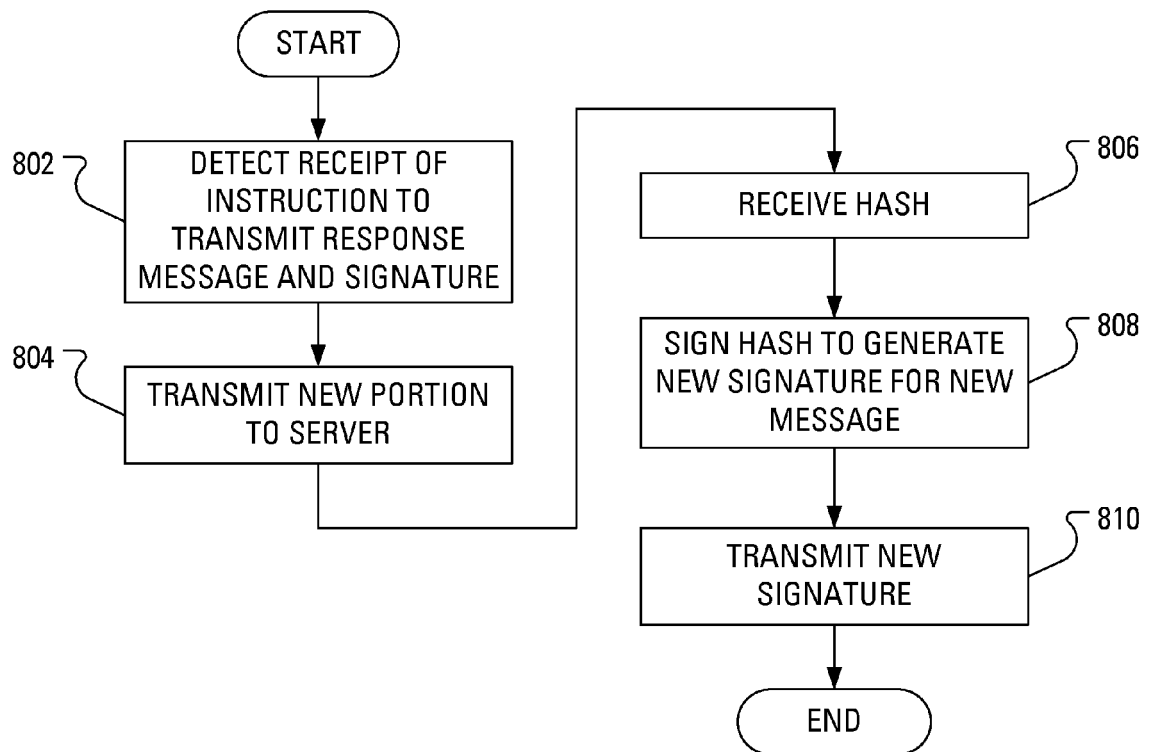 START
802
DETECT RECEIPT OF
INSTRUCTION TO
TRANSMIT RESPONSE
MESSAGE AND SIGNATURE
804
TRANSMIT NEW PORTION
TO SERVER
806
RECEIVE HASH
808
SIGN HASH TO GENERATE
NEW SIGNATURE FOR NEW
MESSAGE
810
TRANSMIT NEW
SIGNATURE
END